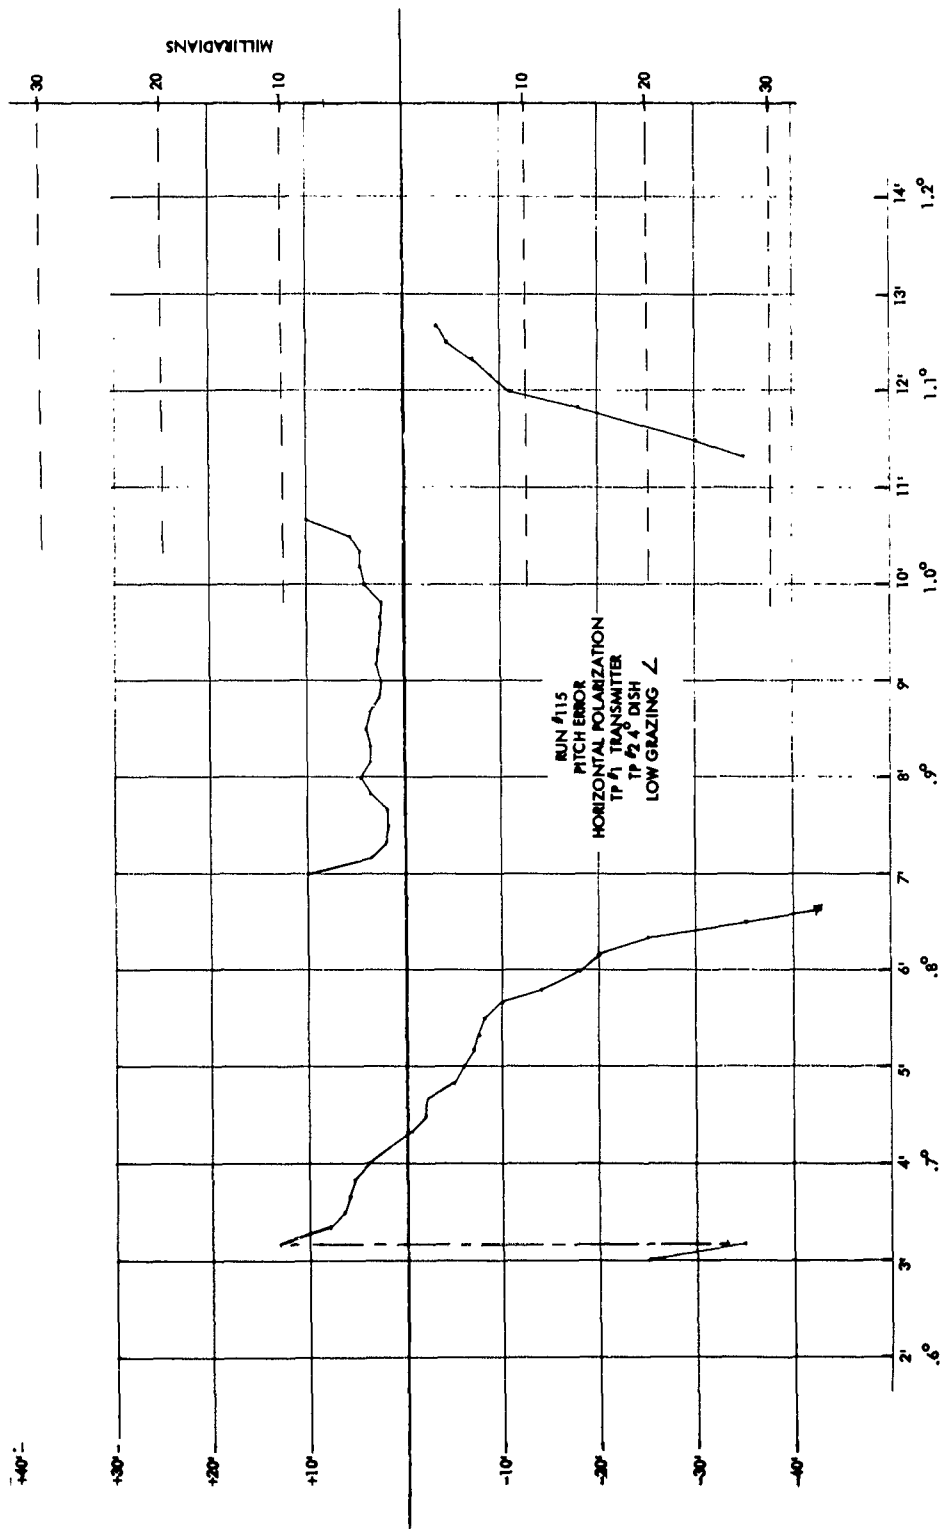 MILLIRADIANS
30
20
10
10
20
30
+40'
+30'
+20'
+10'
-10'
-20'
-30'
-40'
RUN #115
PITCH ERROR
HORIZONTAL POLARIZATION
TP #1 TRANSMITTER
TP #2 4° DISH
LOW GRAZING ∠
2' 3' 4' 5' 6' 7' 8' 9' 10' 11' 12' 13' 14'
.6° .7° .8° .9° 1.0° 1.1° 1.2°